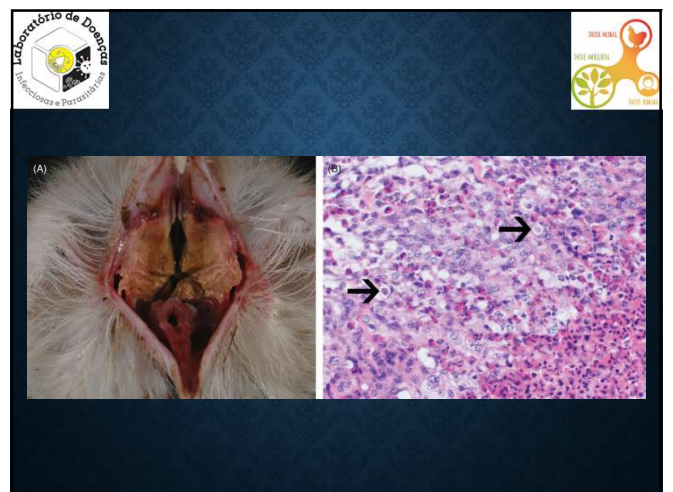 Laboratório de Doenças
Infecciosas e Parasitárias
SAÚDE ANIMAL
SAÚDE AMBIENTAL
SAÚDE HUMANA
(A)
(B)